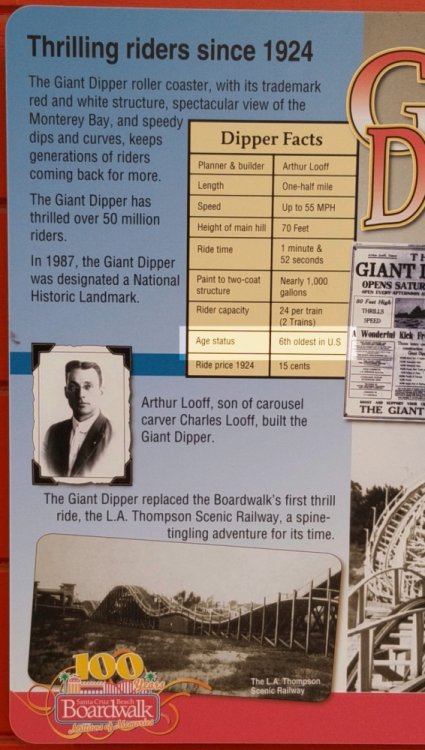 Thrilling riders since 1924
The Giant Dipper roller coaster, with its trademark
red and white structure, spectacular view of the
Monterey Bay, and speedy
dips and curves, keeps
generations of riders
coming back for more.
The Giant Dipper has
thrilled over 50 million
riders.
In 1987, the Giant Dipper
was designated a National
Historic Landmark.
Dipper Facts
Planner & builder Arthur Looff
Length One-half mile
Speed Up to 55 MPH
Height of main hill 70 Feet
Ride time 1 minute &
52 seconds
Paint to two-coat Nearly 1,000
structure gallons
Rider capacity 24 per train
(2 Trains)
Age status 6th oldest in U.S
Ride price 1924 15 cents
G
D
TH
GIANT
OPENS SATUR
80 Feet High
THRILLS
SPEED
A Wonderful Kick Fr
THE GIANT
Arthur Looff, son of carousel
carver Charles Looff, built the
Giant Dipper.
The Giant Dipper replaced the Boardwalk's first thrill
ride, the L.A. Thompson Scenic Railway, a spine-
tingling adventure for its time.
The L.A. Thompson
Scenic Railway
100
Years
Santa Cruz Beach
Boardwalk
Millions of Memories